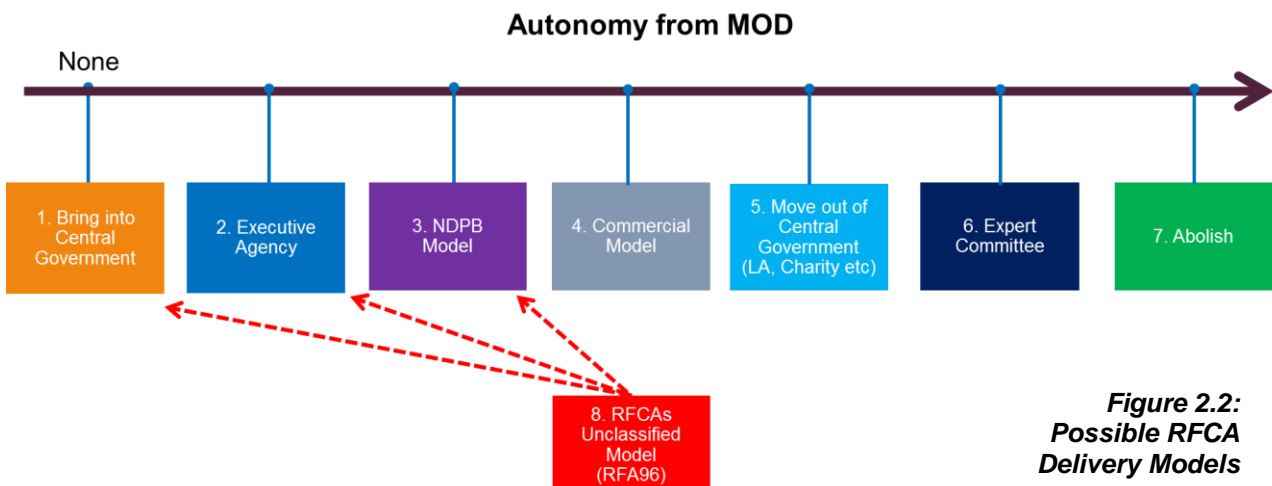 Autonomy from MOD
None
1. Bring into
Central
Government
2. Executive
Agency
3. NDPB
Model
4. Commercial
Model
5. Move out of
Central
Government
(LA, Charity etc)
6. Expert
Committee
7. Abolish
8. RFCAs
Unclassified
Model
(RFA96)
Figure 2.2:
Possible RFCA
Delivery Models